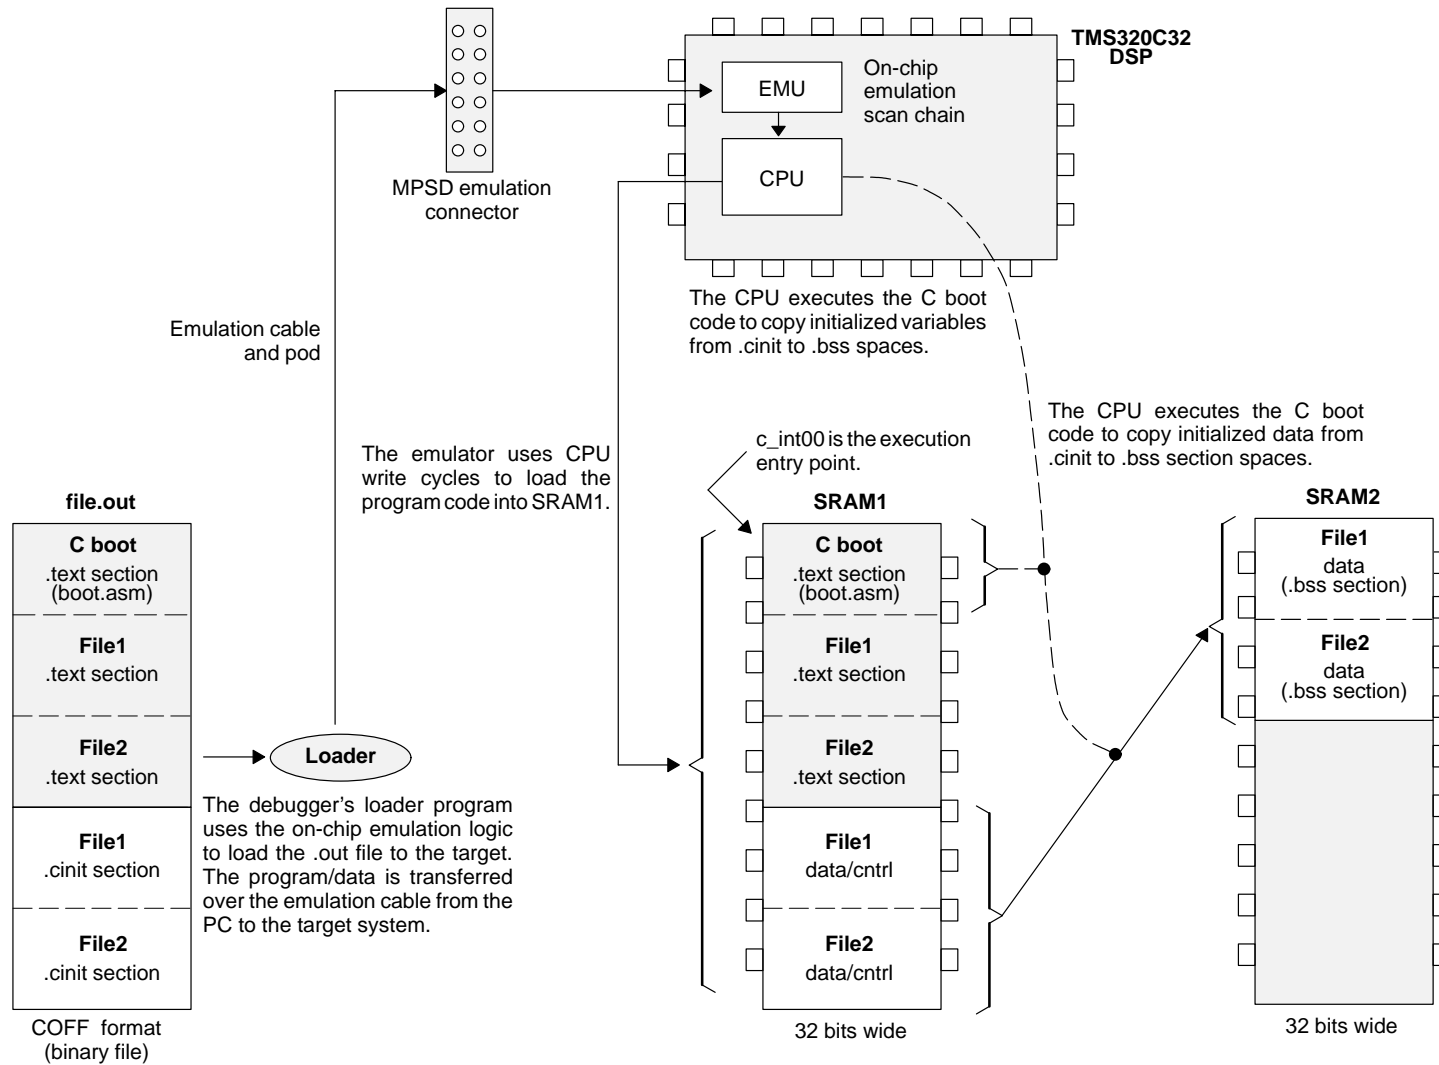 TMS320C32
DSP
EMU
On-chip
emulation
scan chain
CPU
MPSD emulation
connector
The CPU executes the C boot
code to copy initialized variables
from .cinit to .bss spaces.
Emulation cable
and pod
The CPU executes the C boot
code to copy initialized data from
.cinit to .bss section spaces.
c_int00 is the execution
entry point.
The emulator uses CPU
write cycles to load the
program code into SRAM1.
file.out
C boot
.text section
(boot.asm)
File1
.text section
File2
.text section
File1
.cinit section
File2
.cinit section
COFF format
(binary file)
Loader
The debugger's loader program
uses the on-chip emulation logic
to load the .out file to the target.
The program/data is transferred
over the emulation cable from the
PC to the target system.
SRAM1
C boot
.text section
(boot.asm)
File1
.text section
File2
.text section
File1
data/cntrl
File2
data/cntrl
32 bits wide
SRAM2
File1
data
(.bss section)
File2
data
(.bss section)
32 bits wide